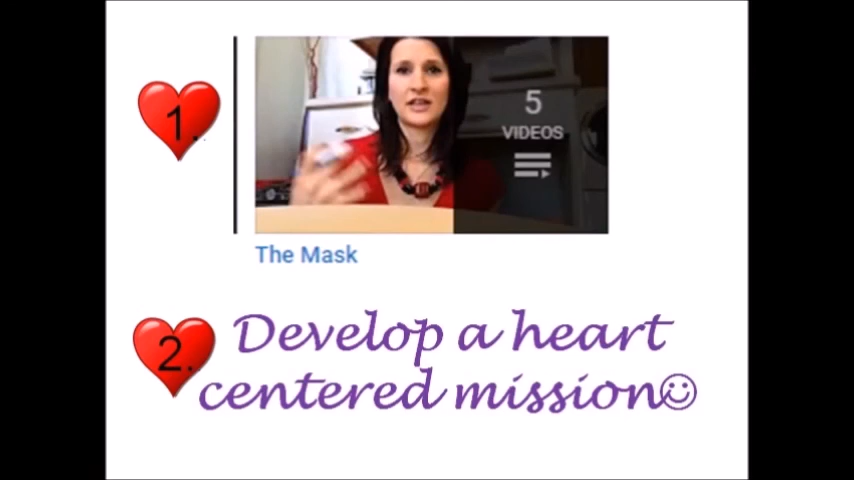 1.
5
VIDEOS
The Mask
2.
Develop a heart
centered mission☺